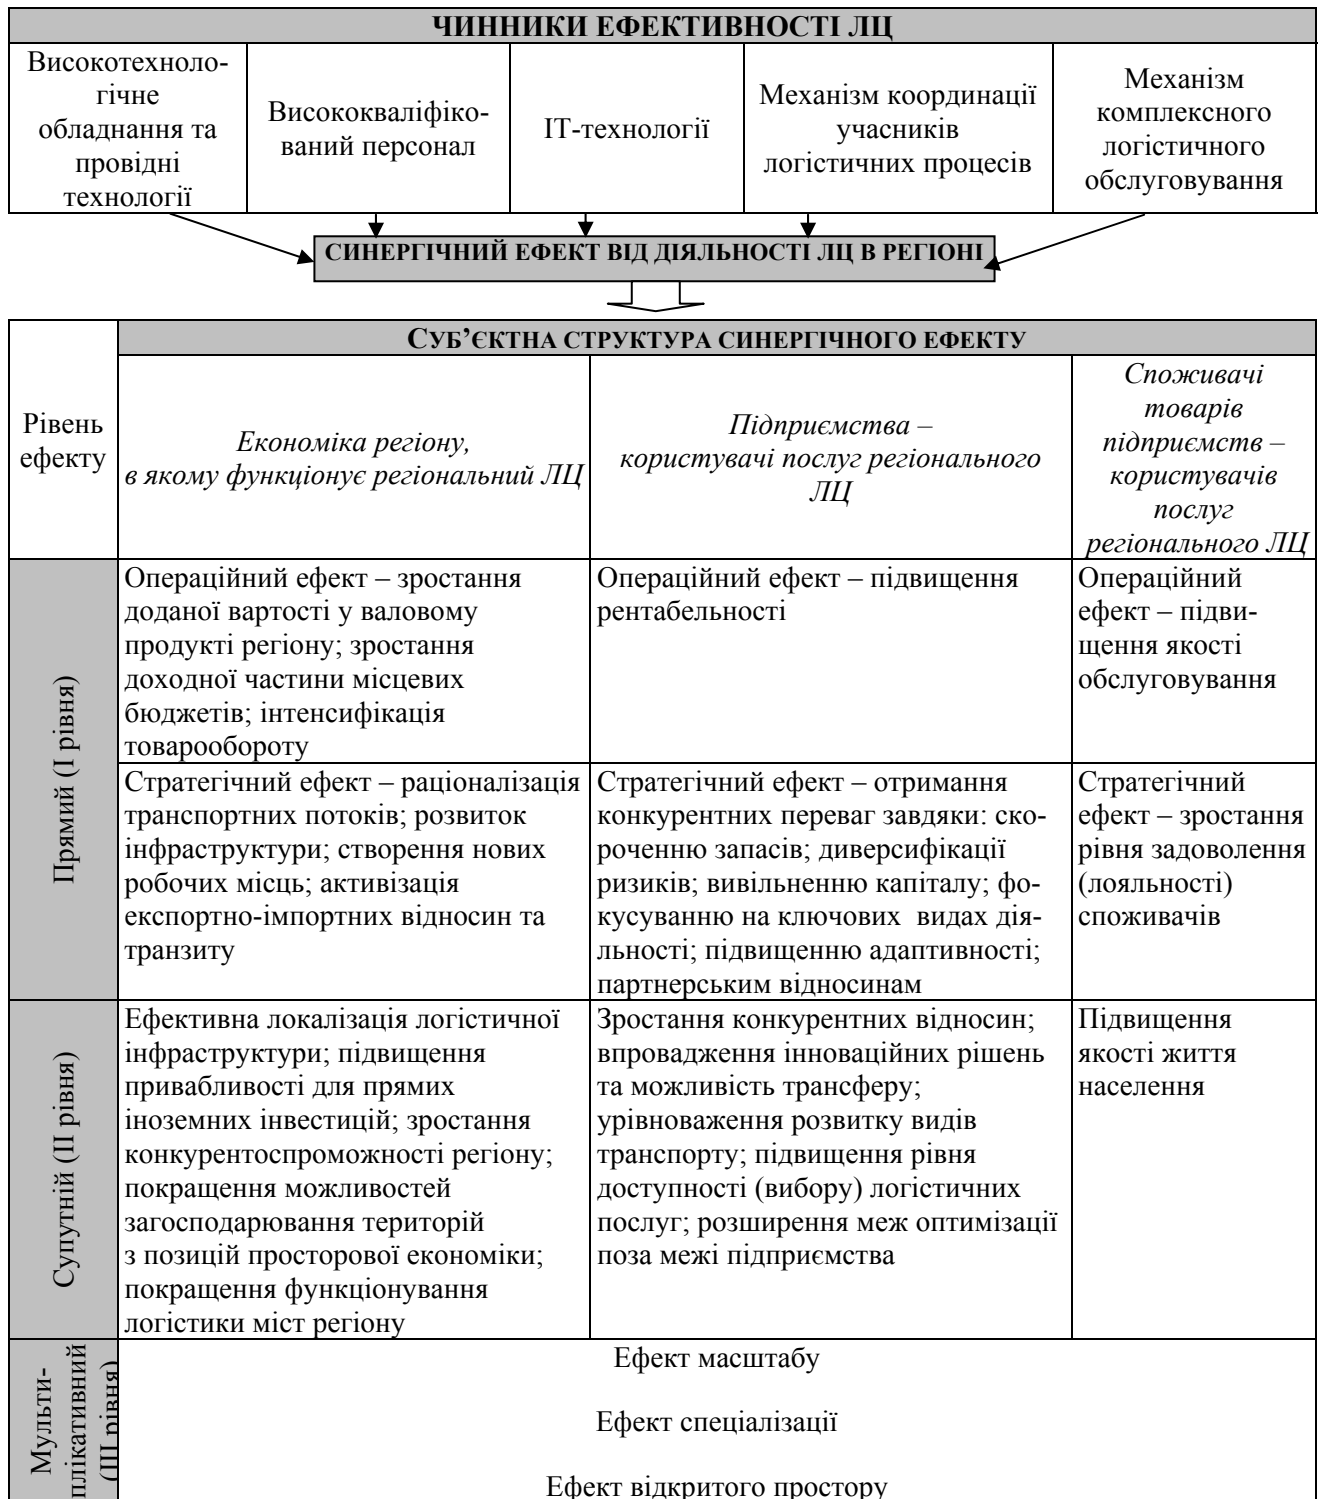 ЧИННИКИ ЕФЕКТИВНОСТІ ЛЦ
Високотехноло-
гічне
обладнання та
провідні
технології
Висококваліфіко-
ваний персонал
ІТ-технології
Механізм координації
учасників
логістичних процесів
Механізм
комплексного
логістичного
обслуговування
СИНЕРГІЧНИЙ ЕФЕКТ ВІД ДІЯЛЬНОСТІ ЛЦ В РЕГІОНІ
Рівень
ефекту
СУБ’ЄКТНА СТРУКТУРА СИНЕРГІЧНОГО ЕФЕКТУ
Економіка регіону,
в якому функціонує регіональний ЛЦ
Підприємства –
користувачі послуг регіонального
ЛЦ
Споживачі
товарів
підприємств –
користувачів
послуг
регіонального ЛЦ
Прямий (І рівня)
Операційний ефект – зростання
доданої вартості у валовому
продукті регіону; зростання
доходної частини місцевих
бюджетів; інтенсифікація
товарообороту
Операційний ефект – підвищення
рентабельності
Операційний
ефект – підви-
щення якості
обслуговування
Стратегічний ефект – раціоналізація
транспортних потоків; розвиток
інфраструктури; створення нових
робочих місць; активізація
експортно-імпортних відносин та
транзиту
Стратегічний ефект – отримання
конкурентних переваг завдяки: ско-
роченню запасів; диверсифікації
ризиків; вивільненню капіталу; фо-
кусуванню на ключових видах дія-
льності; підвищенню адаптивності;
партнерським відносинам
Стратегічний
ефект – зростання
рівня задоволення
(лояльності)
споживачів
Супутній (ІІ рівня)
Ефективна локалізація логістичної
інфраструктури; підвищення
привабливості для прямих
іноземних інвестицій; зростання
конкурентоспроможності регіону;
покращення можливостей
загосподарювання територій
з позицій просторової економіки;
покращення функціонування
логістики міст регіону
Зростання конкурентних відносин;
впровадження інноваційних рішень
та можливість трансферу;
урівноваження розвитку видів
транспорту; підвищення рівня
доступності (вибору) логістичних
послуг; розширення меж оптимізації
поза межі підприємства
Підвищення
якості життя
населення
Мульти-
плікативний
(ІІІ рівня)
Ефект масштабу
Ефект спеціалізації
Ефект відкритого простору